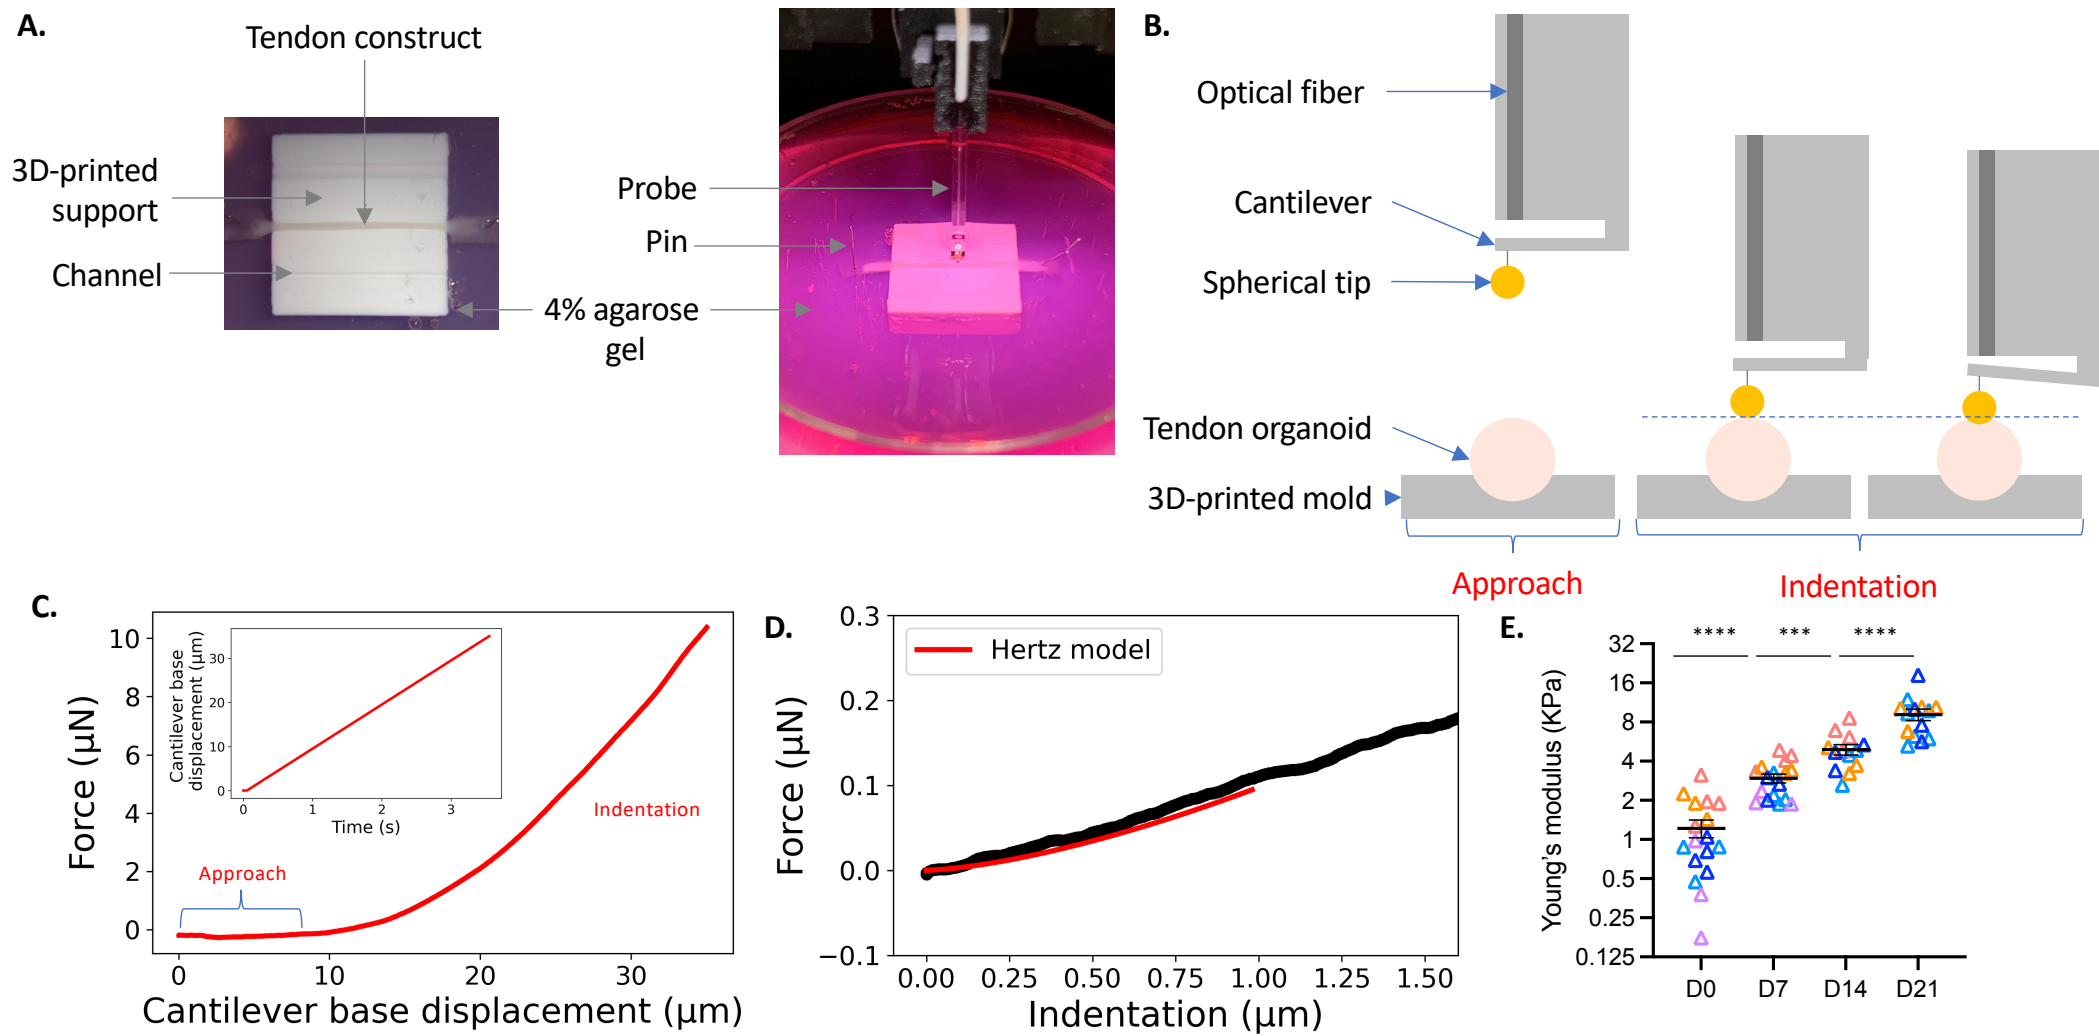 A.
Tendon construct
3D-printed
support
Channel
Probe
Pin
4% agarose
gel
B.
Optical fiber
Cantilever
Spherical tip
Tendon organoid
3D-printed mold
Approach
Indentation
C.
Force (µN)
10
8
6
4
2
0
Cantilever base
displacement (µm)
30
20
10
0
0 1 2 3
Time (s)
Approach
Indentation
0 10 20 30
Cantilever base displacement (µm)
D.
Hertz model
Force (µN)
0.3
0.2
0.1
0.0
−0.1
0.00 0.25 0.50 0.75 1.00 1.25 1.50
Indentation (µm)
E.
**** *** ****
Young's modulus (KPa)
32
16
8
4
2
1
0.5
0.25
0.125
D0 D7 D14 D21